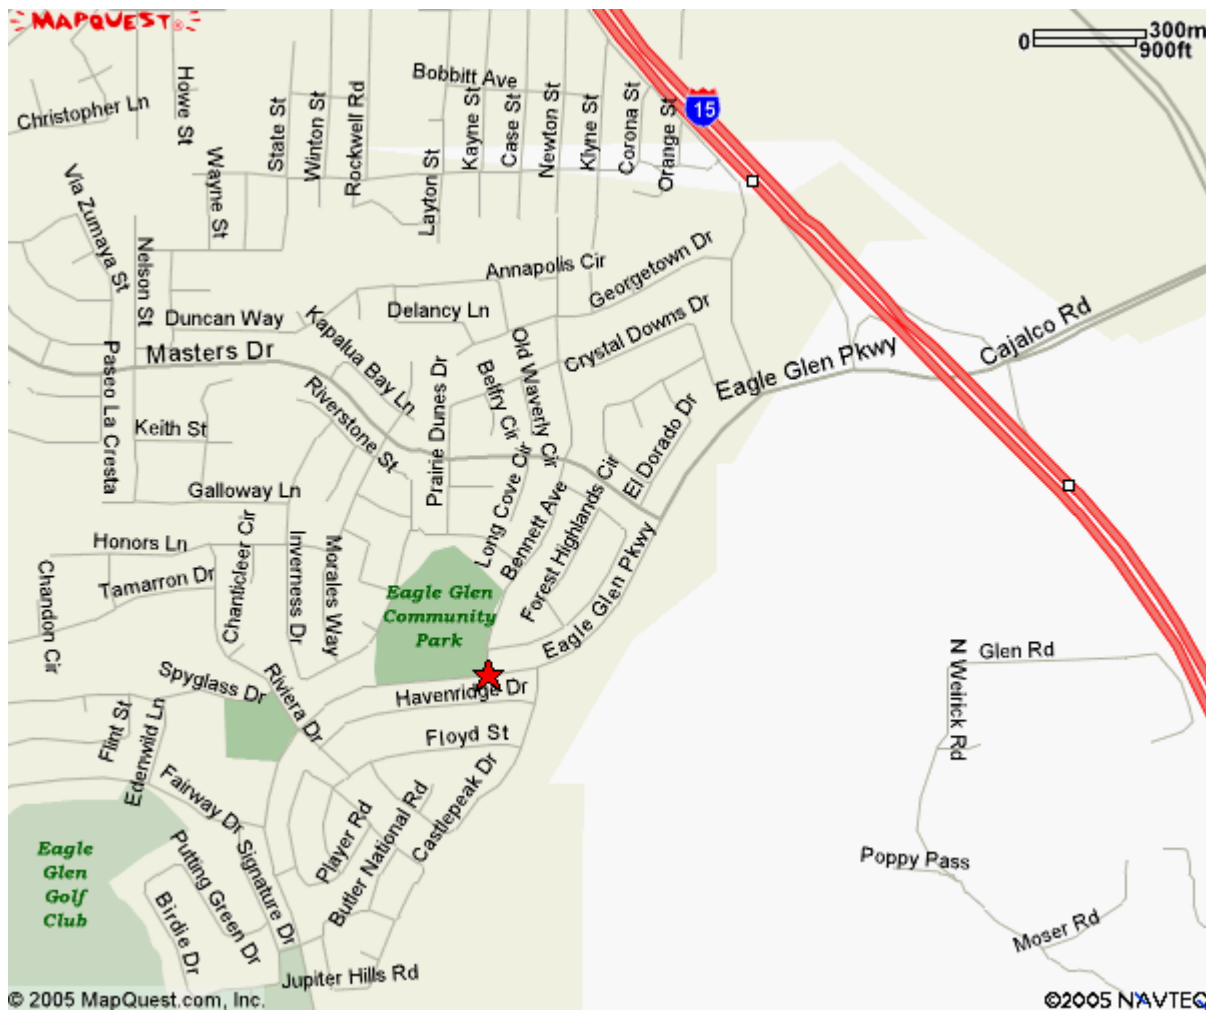 MAPQUEST®
300m
0
900ft
Bobbitt Ave
15
Christopher Ln
Howe St
State St
Winton St
Rockwell Rd
Kayne St
Case St
Newton St
Klyne St
Corona St
Orange St
Wayne St
Layton St
Via Zumaya St
Nelson St
Annapolis Cir
Georgetown Dr
Duncan Way
Kapalua Bay Ln
Delancy Ln
Old Waverly Cir
Crystal Downs Dr
Cajalco Rd
Masters Dr
Eagle Glen Pkwy
Paseo La Cresta
Riverstone St
Prairie Dunes Dr
Belfry Cir
El Dorado Dr
Keith St
Galloway Ln
Long Cove Cir
Bennett Ave
Forest Highlands Cir
Honors Ln
Chanticleer Cir
Inverness Dr
Morales Way
Eagle Glen Pkwy
Tamarron Dr
Chandon Cir
Eagle Glen
Community
Park
Spyglass Dr
Riviera Dr
Havenridge Dr
N Weirick Rd
Glen Rd
Flint St
Edenwild Ln
Floyd St
Castlepeak Dr
Fairway Dr
Player Rd
Butler National Rd
Eagle
Glen
Golf
Club
Putting Green Dr
Signature Dr
Poppy Pass
Birdie Dr
Moser Rd
Jupiter Hills Rd
© 2005 MapQuest.com, Inc.
©2005 NAVTEQ